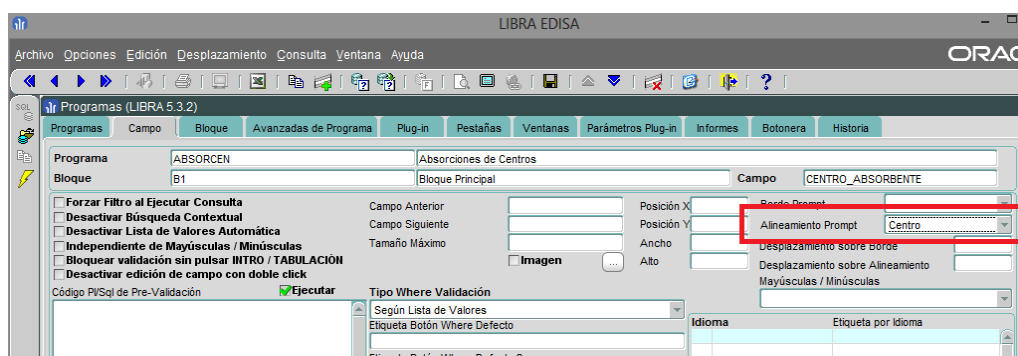 LIBRA EDISA
Archivo Opciones Edición Desplazamiento Consulta Ventana Ayuda
ORAC
SQL
Programas (LIBRA 5.3.2)
Programas Campo Bloque Avanzadas de Programa Plug-in Pestañas Ventanas Parámetros Plug-in Informes Botonera Historia
Programa ABSORCEN Absorciones de Centros
Bloque B1 Bloque Principal Campo CENTRO_ABSORBENTE
Forzar Filtro al Ejecutar Consulta Campo Anterior Posición X Borde Prompt
Desactivar Búsqueda Contextual Campo Siguiente Posición Y Alineamiento Prompt Centro
Desactivar Lista de Valores Automática
Independiente de Mayúsculas / Minúsculas Tamaño Máximo Ancho Desplazamiento sobre Borde
Bloquear validación sin pulsar INTRO / TABULACIÓN Imagen ... Alto Desplazamiento sobre Alineamiento
Desactivar edición de campo con doble click Mayúsculas / Minúsculas
Código Pl/Sql de Pre-Validación Ejecutar Tipo Where Validación
Según Lista de Valores
Etiqueta Botón Where Defecto Idioma Etiqueta por Idioma